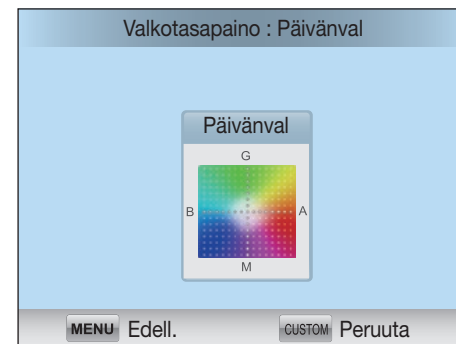 Valkotasapaino : Päivänval
Päivänval
G
B A
M
MENU Edell. CUSTOM Peruuta